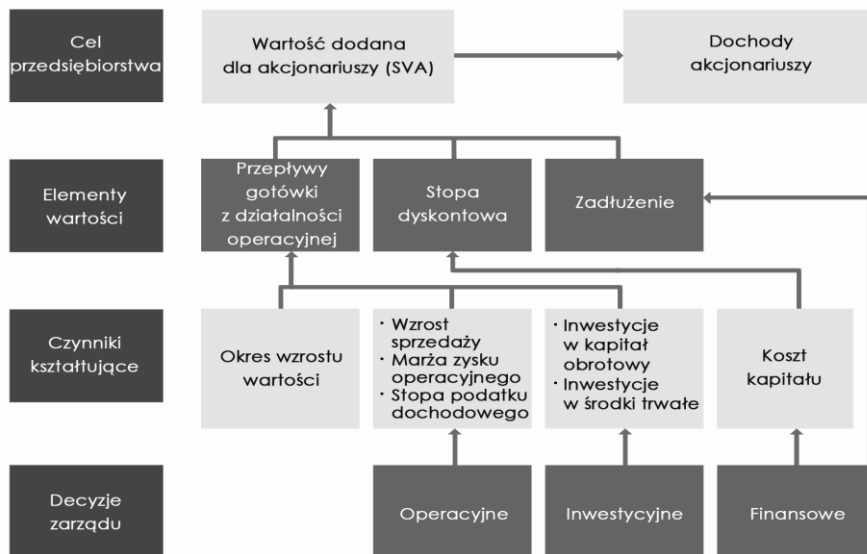 Cel
przedsiębiorstwa
Wartość dodana
dla akcjonariuszy (SVA)
Dochody
akcjonariuszy
Elementy
wartości
Przepływy
gotówki
z działalności
operacyjnej
Stopa
dyskontowa
Zadłużenie
Czynniki
kształtujące
Okres wzrostu
wartości
· Wzrost
sprzedaży
· Marża zysku
operacyjnego
· Stopa podatku
dochodowego
· Inwestycje
w kapitał
obrotowy
· Inwestycje
w środki trwałe
Koszt
kapitału
Decyzje
zarządu
Operacyjne
Inwestycyjne
Finansowe